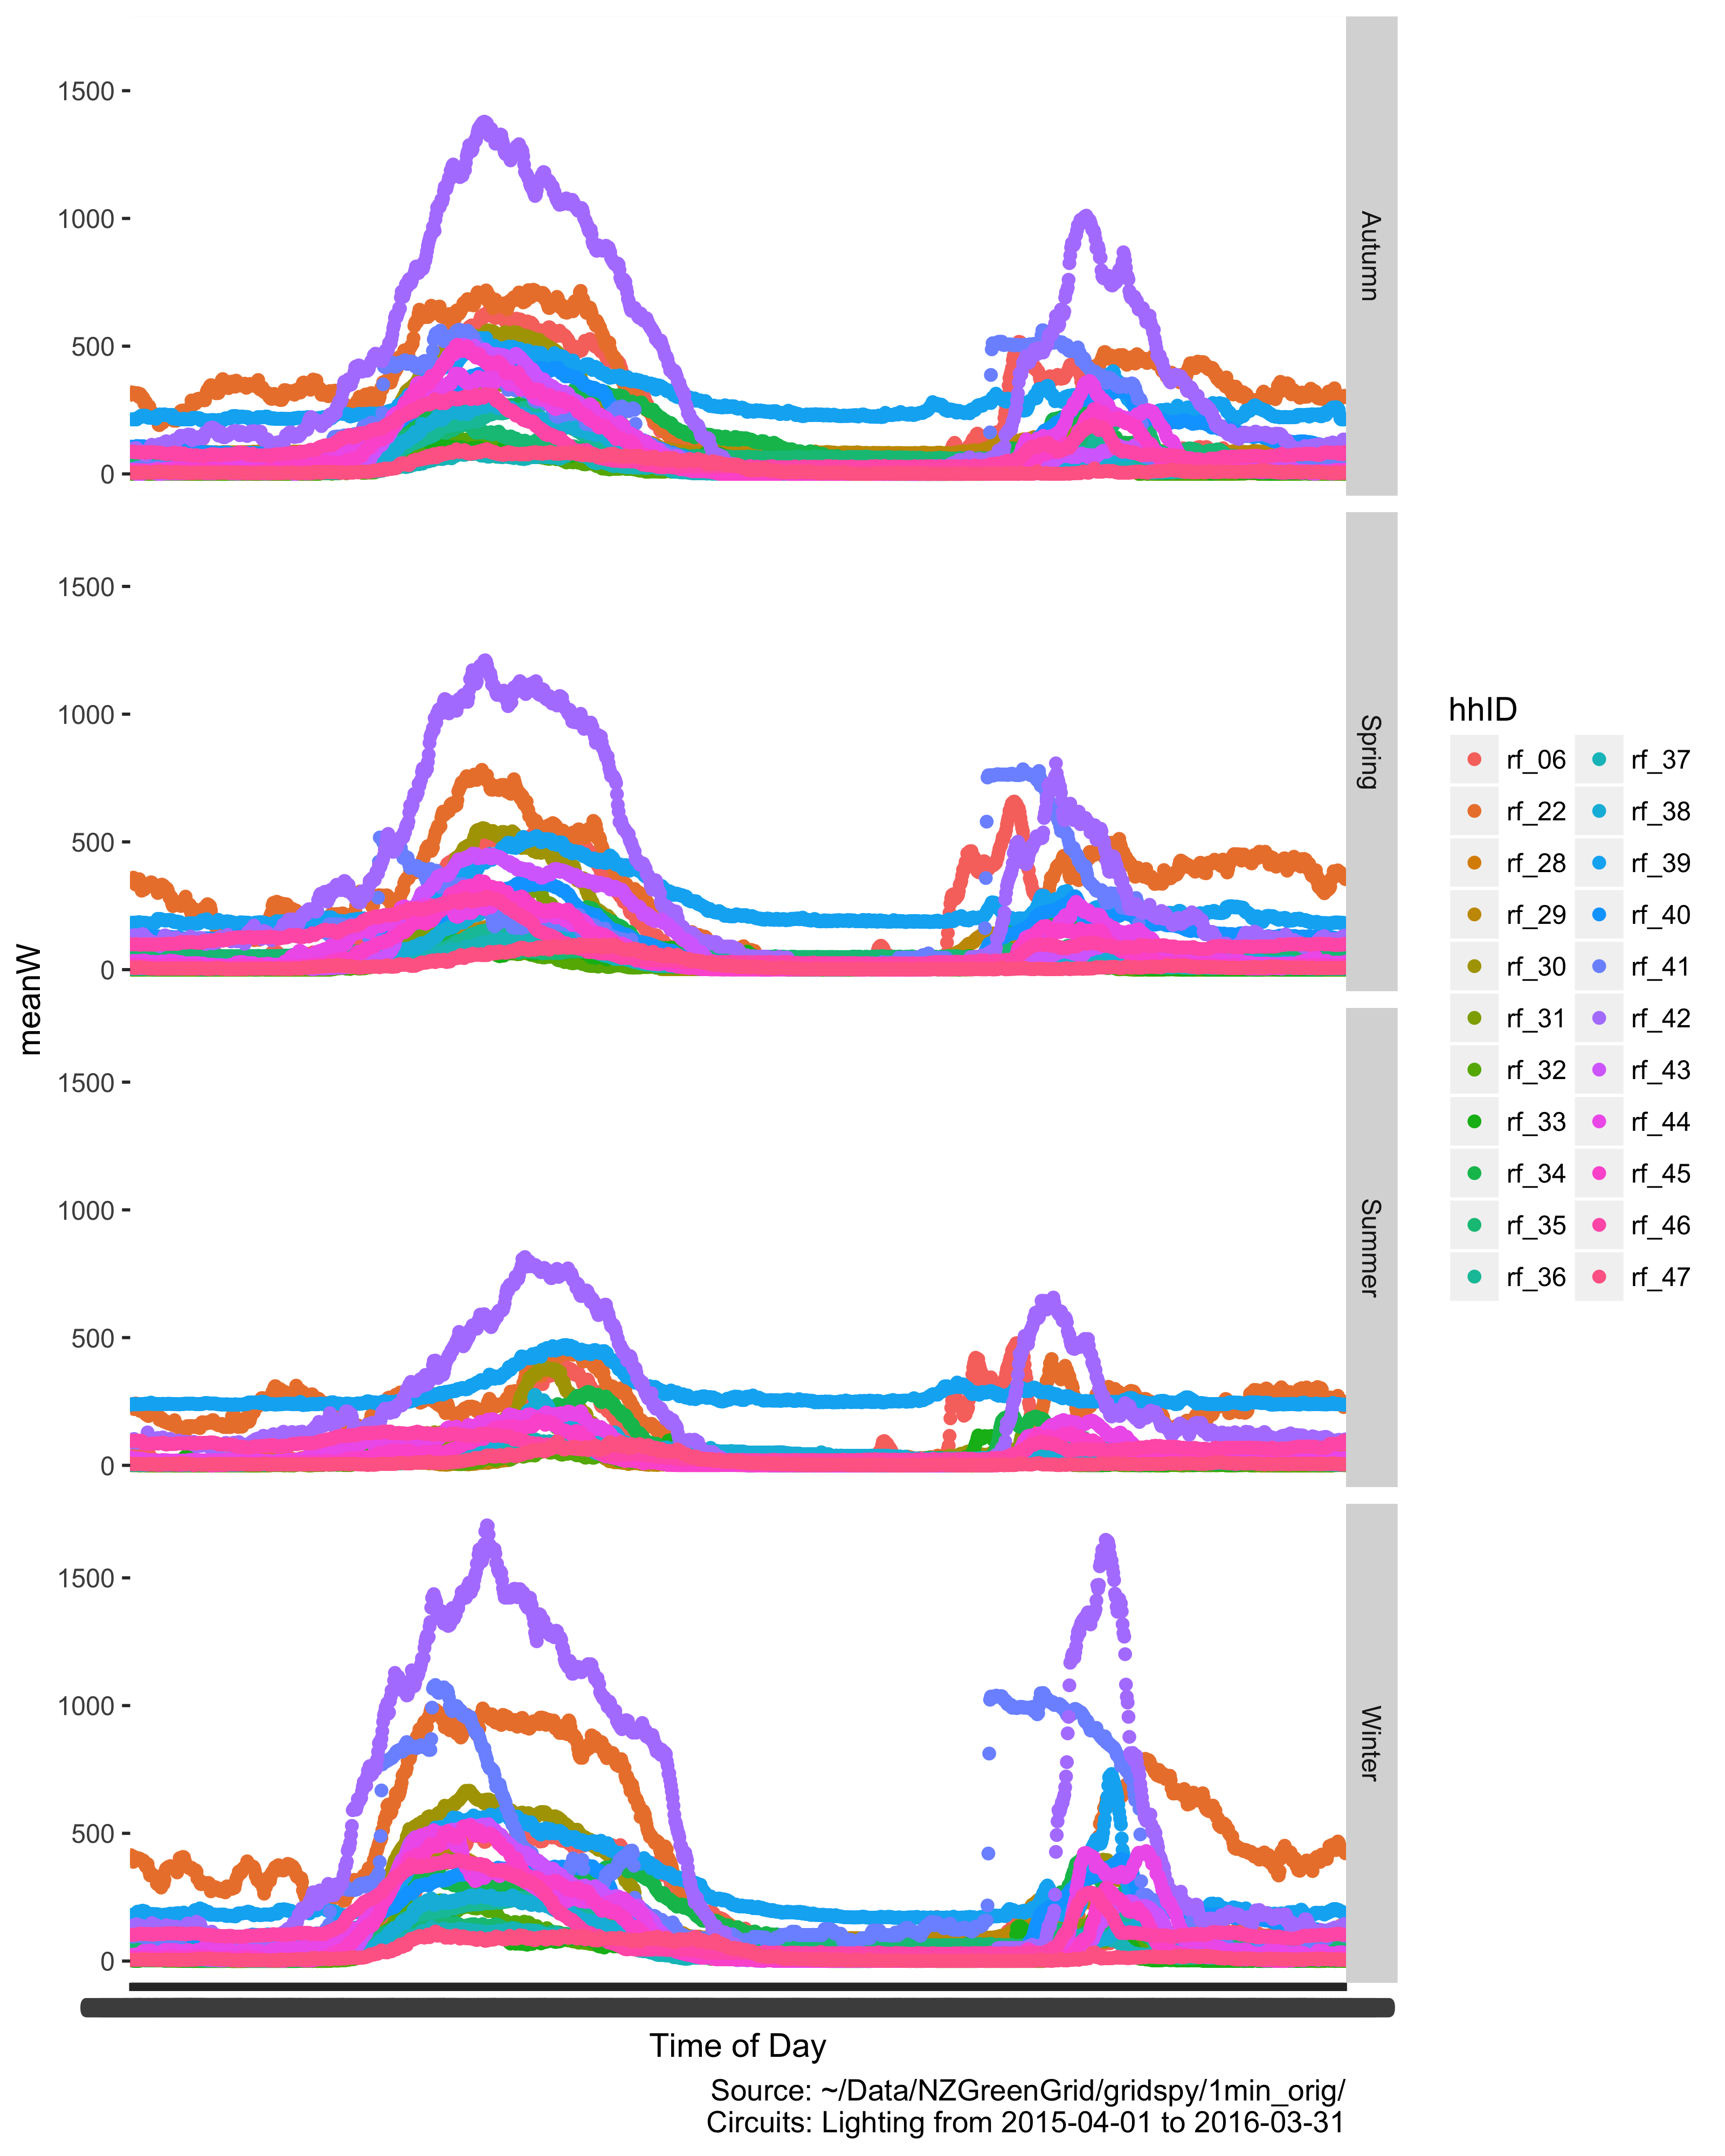 1500
1000
500
0
Autumn
1500
1000
500
0
Spring
1500
1000
500
0
Summer
1500
1000
500
0
Winter
meanW
Time of Day
hhID
rf_06
rf_22
rf_28
rf_29
rf_30
rf_31
rf_32
rf_33
rf_34
rf_35
rf_36
rf_37
rf_38
rf_39
rf_40
rf_41
rf_42
rf_43
rf_44
rf_45
rf_46
rf_47
Source: ~/Data/NZGreenGrid/gridspy/1min_orig/
Circuits: Lighting from 2015-04-01 to 2016-03-31